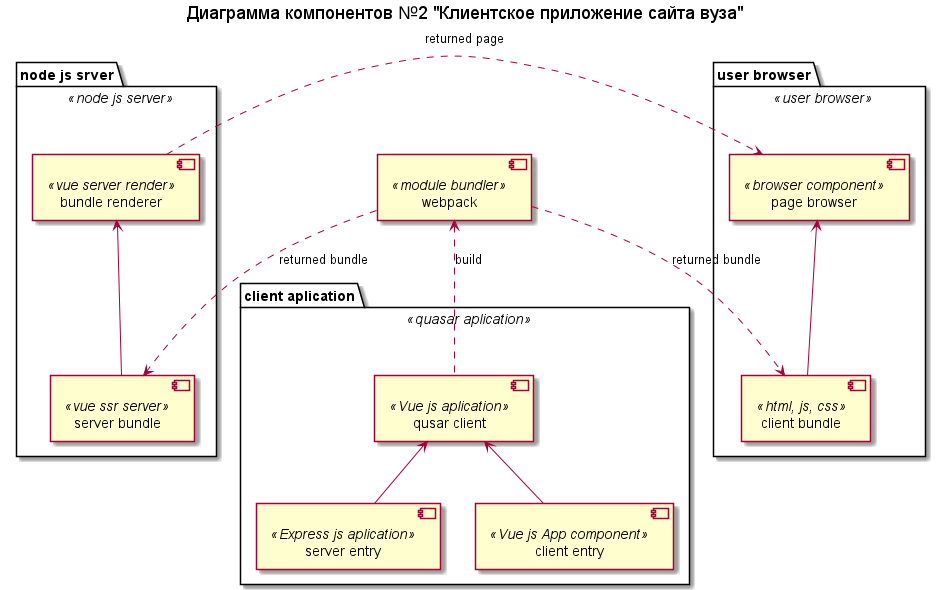 Диаграмма компонентов №2 "Клиентское приложение сайта вуза"
returned page
node js srver
«node js server»
user browser
«user browser»
«vue server render»
bundle renderer
«module bundler»
webpack
«browser component»
page browser
returned bundle
build
returned bundle
client aplication
«quasar aplication»
«vue ssr server»
server bundle
«Vue js aplication»
qusar client
«html, js, css»
client bundle
«Express js aplication»
server entry
«Vue js App component»
client entry